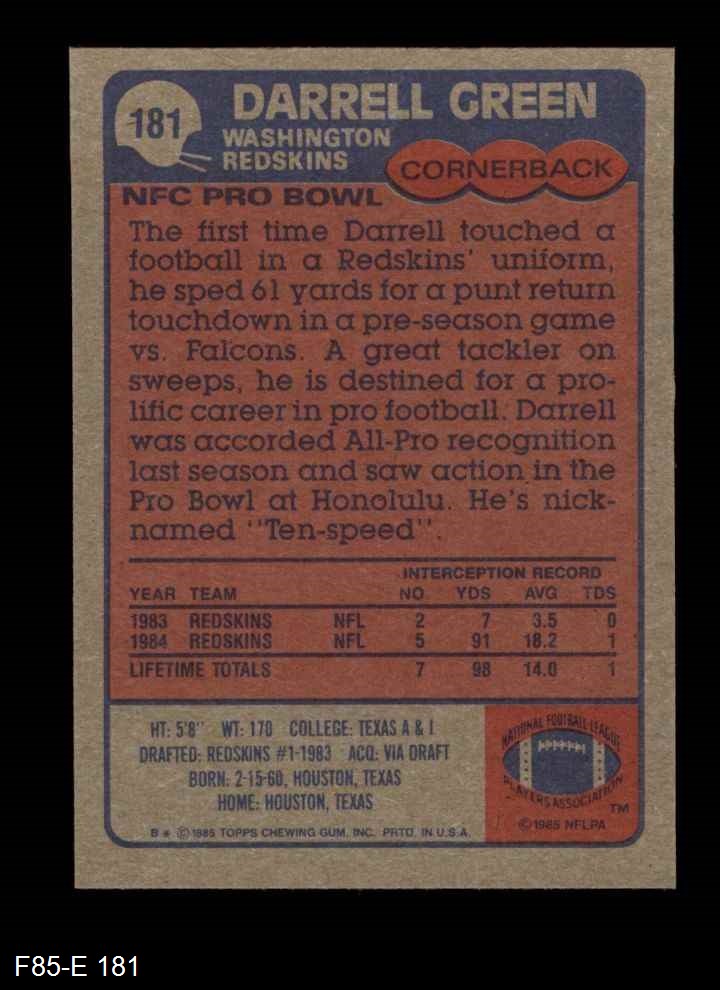 181
DARRELL GREEN
WASHINGTON
REDSKINS
CORNERBACK
NFC PRO BOWL
The first time Darrell touched a
football in a Redskins' uniform,
he sped 61 yards for a punt return
touchdown in a pre-season game
vs. Falcons. A great tackler on
sweeps, he is destined for a pro-
lific career in pro football. Darrell
was accorded All-Pro recognition
last season and saw action in the
Pro Bowl at Honolulu. He's nick-
named "Ten-speed".
INTERCEPTION RECORD
YEAR TEAM NO YDS AVG TDS
1983 REDSKINS NFL 2 7 3.5 0
1984 REDSKINS NFL 5 91 18.2 1
LIFETIME TOTALS 7 98 14.0 1
HT: 5'8" WT: 170 COLLEGE: TEXAS A & I
DRAFTED: REDSKINS #1-1983 ACQ: VIA DRAFT
BORN: 2-15-60, HOUSTON, TEXAS
HOME: HOUSTON, TEXAS
B * © 1985 TOPPS CHEWING GUM, INC. PRTD. IN U.S.A.
NATIONAL FOOTBALL LEAGUE
PLAYERS ASSOCIATION
TM
© 1985 NFLPA
F85-E 181